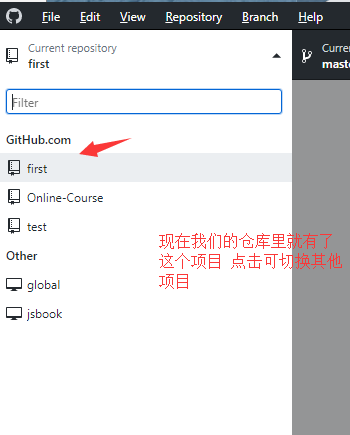 File Edit View Repository Branch Help
Current repository
first
Curren
maste
Filter
GitHub.com
first
Online-Course
test
Other
global
jsbook
现在我们的仓库里就有了
这个项目 点击可切换其他
项目